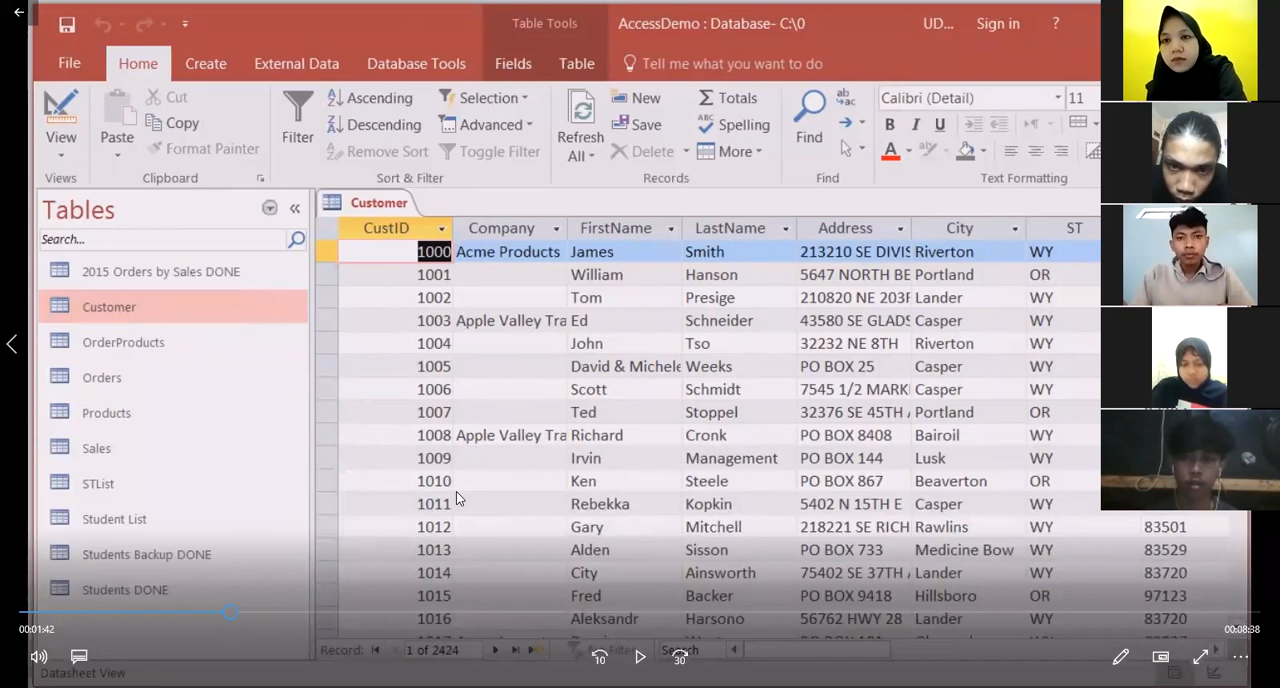 Table Tools AccessDemo : Database- C:\0 UD... Sign in ?
File Home Create External Data Database Tools Fields Table Tell me what you want to do
View Paste Cut Copy Format Painter Filter Ascending Descending Remove Sort Selection Advanced Toggle Filter Refresh All New Save Delete Totals Spelling More Find Calibri (Detail) 11
B I U
Views Clipboard Sort & Filter Records Find Text Formatting
Tables
Search...
2015 Orders by Sales DONE
Customer
OrderProducts
Orders
Products
Sales
STList
Student List
Students Backup DONE
Students DONE
Customer
CustID Company FirstName LastName Address City ST
1000 Acme Products James Smith 213210 SE DIVIS Riverton WY
1001 William Hanson 5647 NORTH BE Portland OR
1002 Tom Presige 210820 NE 203F Lander WY
1003 Apple Valley Tra Ed Schneider 43580 SE GLADS Casper WY
1004 John Tso 32232 NE 8TH Riverton WY
1005 David & Michele Weeks PO BOX 25 Casper WY
1006 Scott Schmidt 7545 1/2 MARK Casper WY
1007 Ted Stoppel 32376 SE 45TH Portland OR
1008 Apple Valley Tra Richard Cronk PO BOX 8408 Bairoil WY
1009 Irvin Management PO BOX 144 Lusk WY
1010 Ken Steele PO BOX 867 Beaverton OR
1011 Rebekka Kopkin 5402 N 15TH E Casper WY
1012 Gary Mitchell 218221 SE RICH Rawlins WY 83501
1013 Alden Sisson PO BOX 733 Medicine Bow WY 83529
1014 City Ainsworth 75402 SE 37TH Lander WY 83720
1015 Fred Backer PO BOX 9418 Hillsboro OR 97123
1016 Aleksandr Harsono 56762 HWY 28 Lander WY 83720
00:01:42 00:08:38
Record: 1 of 2424 Search
10 30
Datasheet View